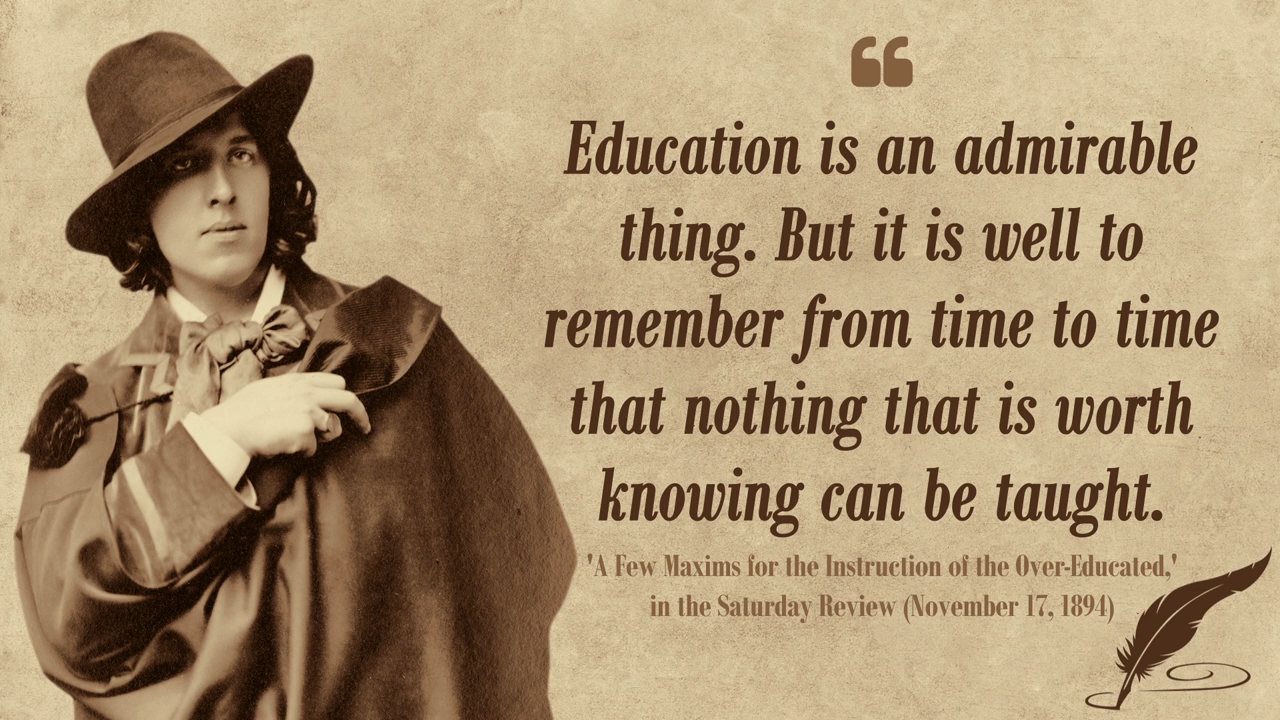 “
Education is an admirable
thing. But it is well to
remember from time to time
that nothing that is worth
knowing can be taught.
'A Few Maxims for the Instruction of the Over-Educated,'
in the Saturday Review (November 17, 1894)